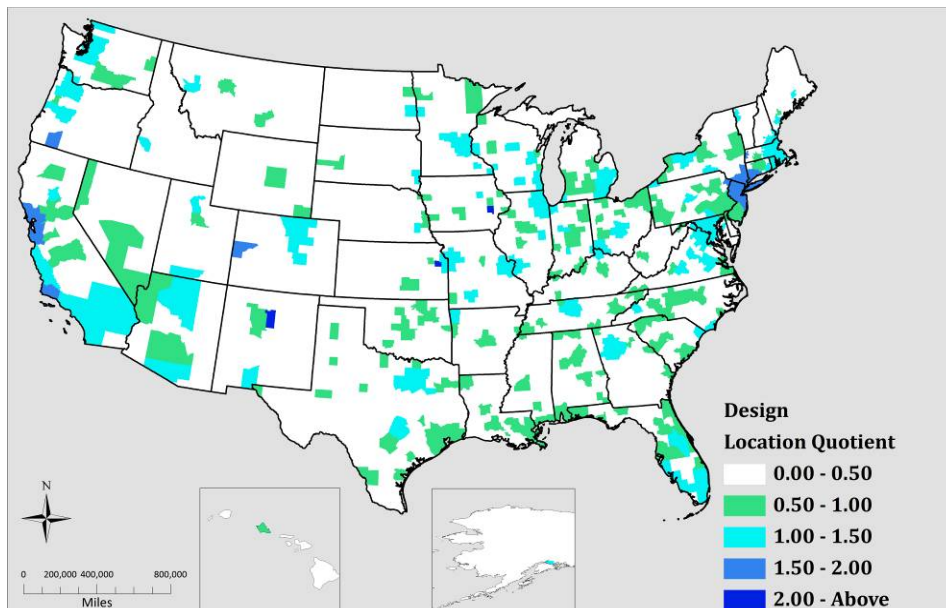 Design
Location Quotient
0.00 - 0.50
0.50 - 1.00
1.00 - 1.50
1.50 - 2.00
2.00 - Above
N
0 200,000 400,000 800,000
Miles